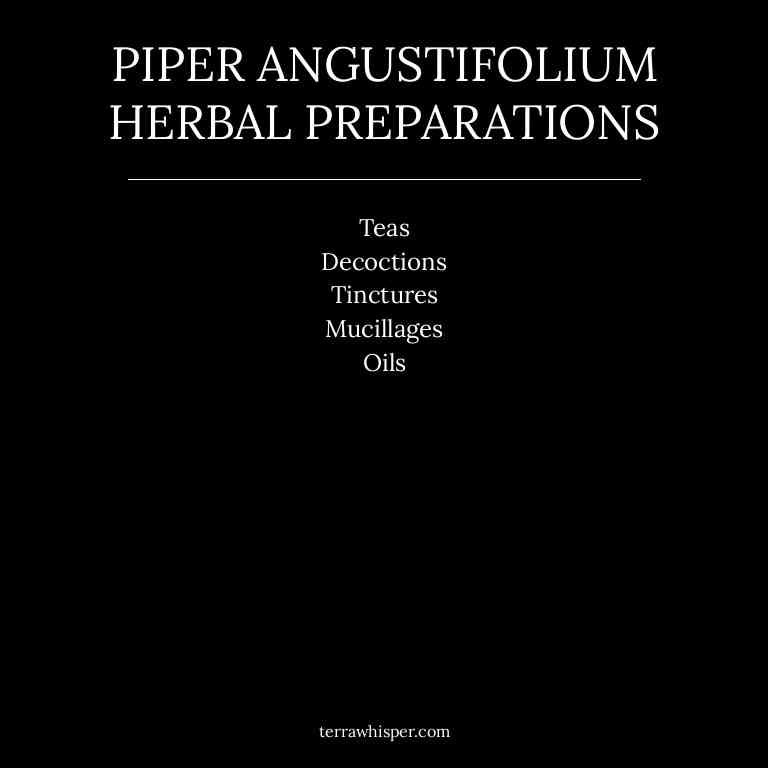 PIPER ANGUSTIFOLIUM
HERBAL PREPARATIONS
Teas
Decoctions
Tinctures
Mucillages
Oils
terrawhisper.com